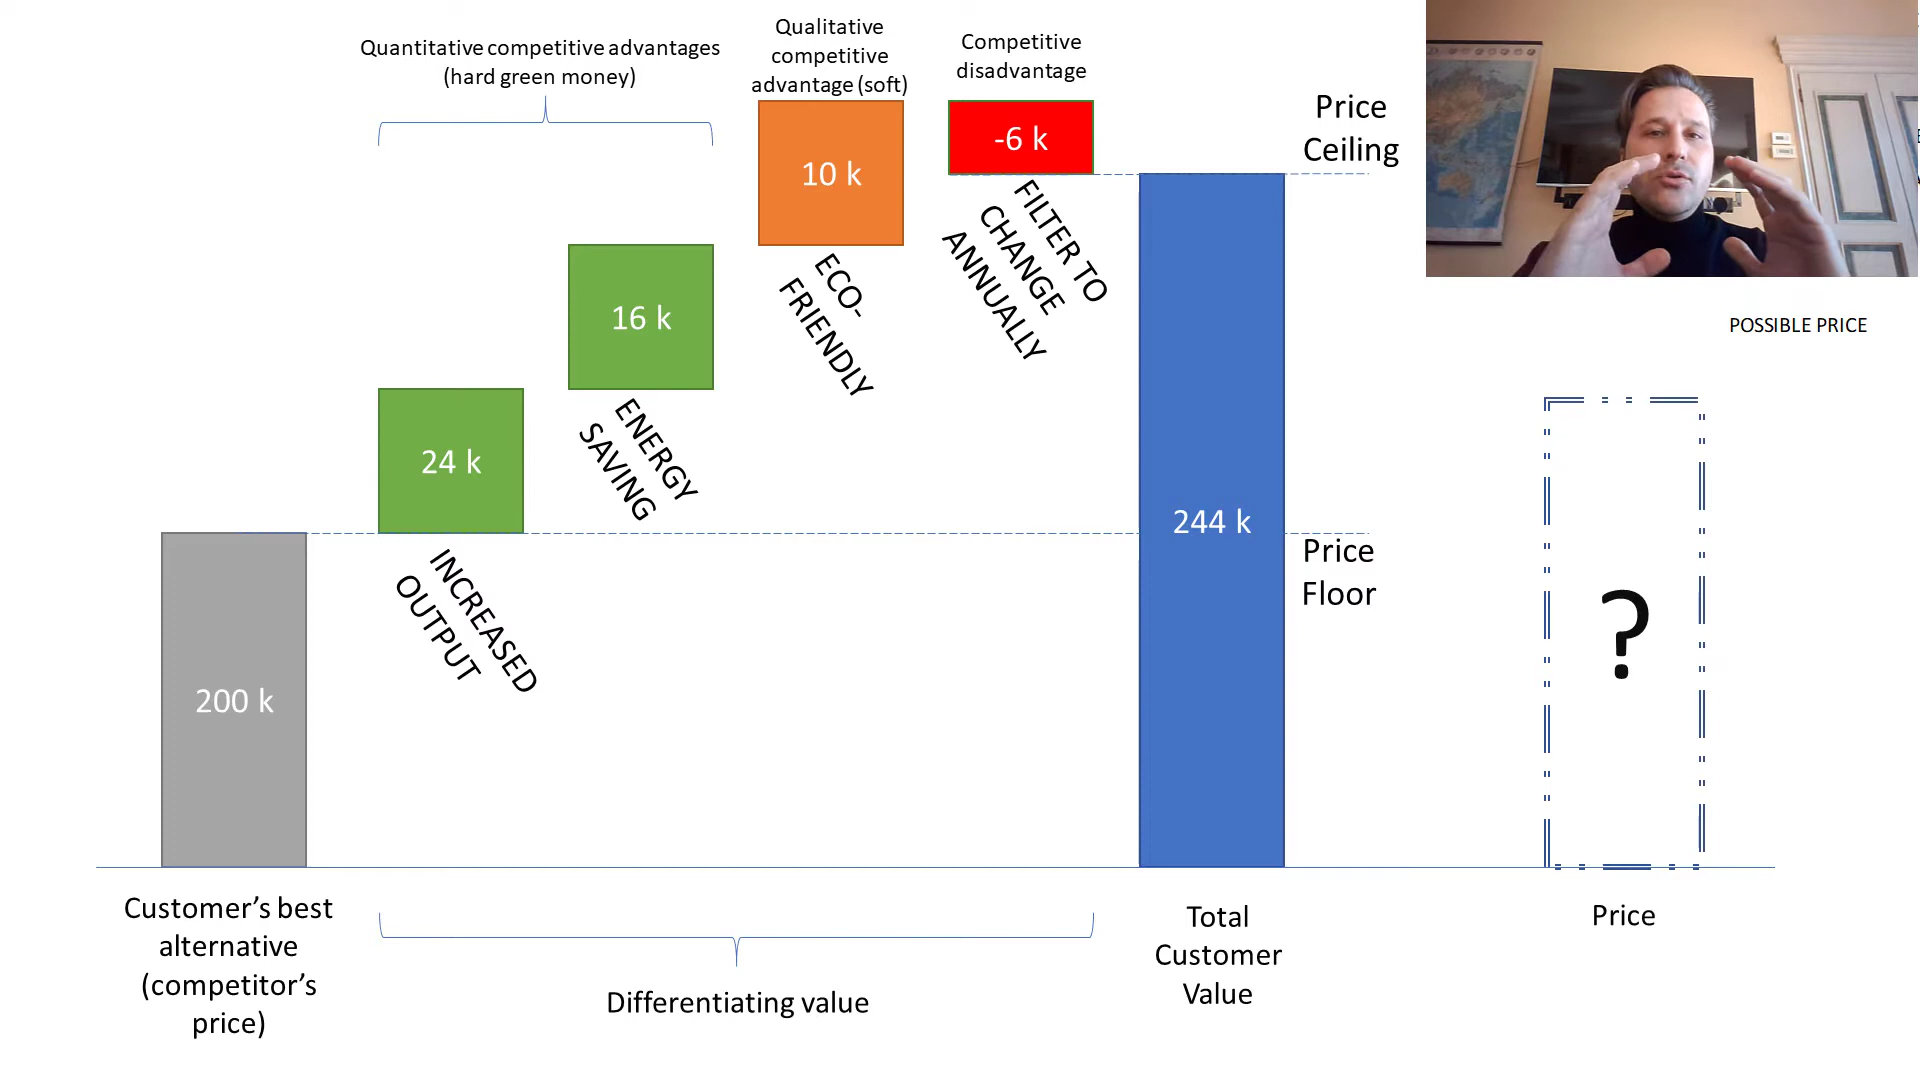 Quantitative competitive advantages
(hard green money)
Qualitative
competitive
advantage (soft)
Competitive
disadvantage
Price
Ceiling
-6 k
10 k
FILTER TO
CHANGE
ANNUALLY
ECO-
FRIENDLY
16 k
ENERGY
SAVING
24 k
INCREASED
OUTPUT
200 k
244 k
Price
Floor
POSSIBLE PRICE
?
Customer’s best
alternative
(competitor’s
price)
Differentiating value
Total
Customer
Value
Price